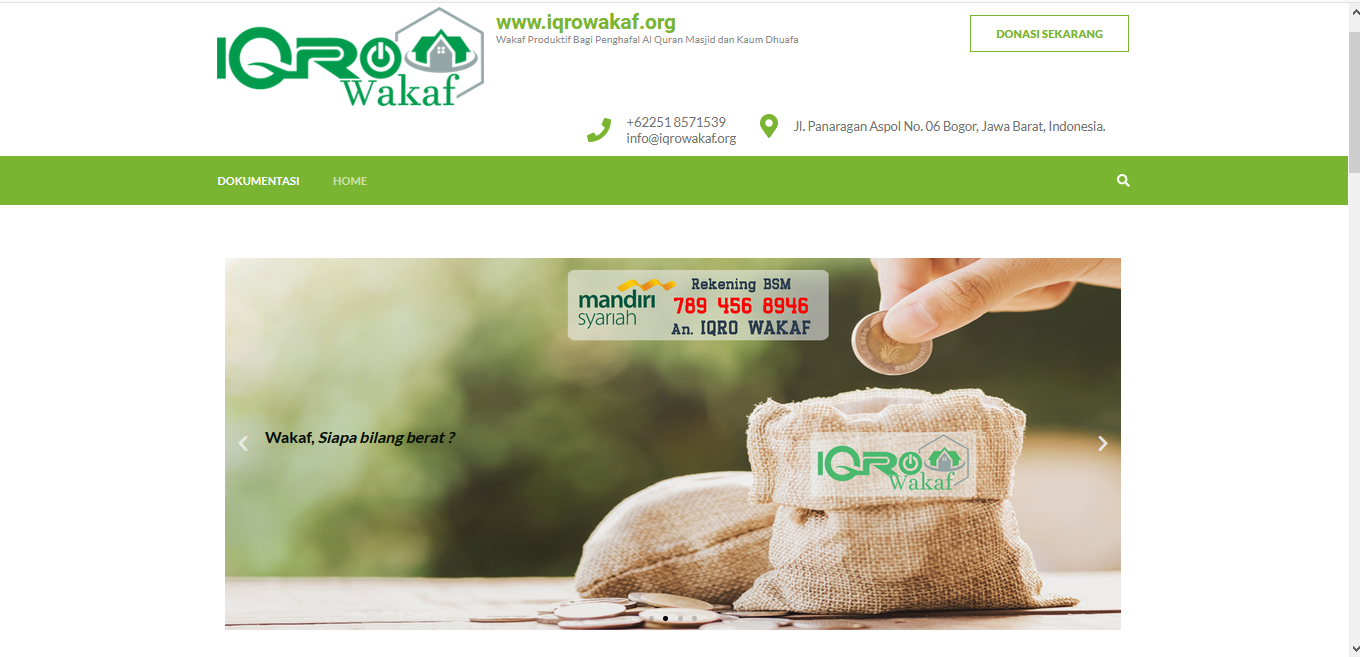 IQRO
Wakaf
www.iqrowakaf.org
Wakaf Produktif Bagi Penghafal Al Quran Masjid dan Kaum Dhuafa
DONASI SEKARANG
+62251 8571539
info@iqrowakaf.org
Jl. Panaragan Aspol No. 06 Bogor, Jawa Barat, Indonesia.
DOKUMENTASI HOME
mandiri
syariah
Rekening BSM
789 456 8946
An. IQRO WAKAF
Wakaf, Siapa bilang berat ?
IQRO
Wakaf